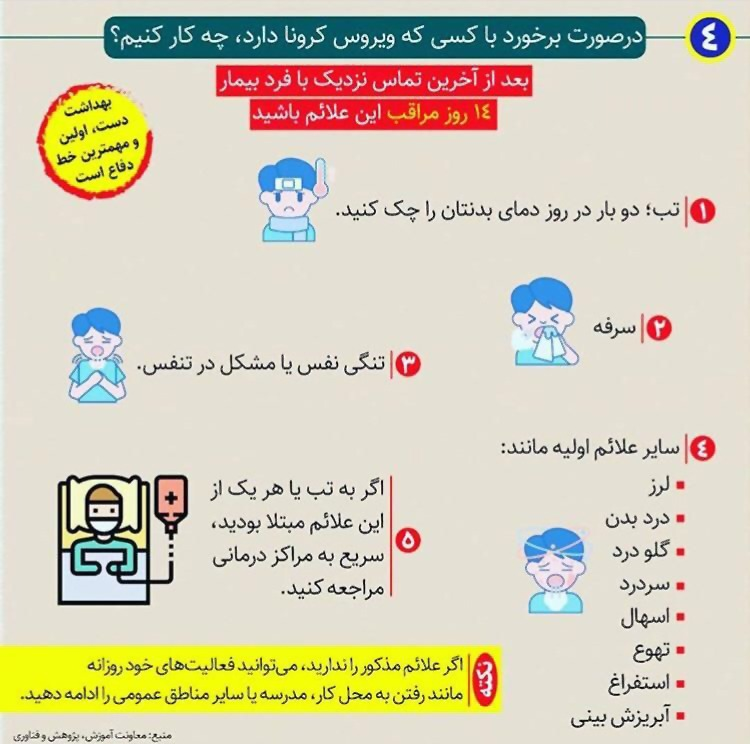 ۴
درصورت برخورد با کسی که ویروس کرونا دارد، چه کار کنیم؟
بعد از آخرین تماس نزدیک با فرد بیمار
۱۴ روز مراقب این علائم باشید
بهداشت
دست، اولین
و مهمترین خط
دفاع است
۱ تب؛ دو بار در روز دمای بدنتان را چک کنید.
۲ سرفه
۳ تنگی نفس یا مشکل در تنفس.
۴ سایر علائم اولیه مانند:
▪ لرز
▪ درد بدن
▪ گلو درد
▪ سردرد
▪ اسهال
▪ تهوع
▪ استفراغ
▪ آبریزش بینی
۵
اگر به تب یا هر یک از
این علائم مبتلا بودید،
سریع به مراکز درمانی
مراجعه کنید.
نکته
اگر علائم مذکور را ندارید، می‌توانید فعالیت‌های خود روزانه
مانند رفتن به محل کار، مدرسه یا سایر مناطق عمومی را ادامه دهید.
منبع: معاونت آموزش، پژوهش و فناوری